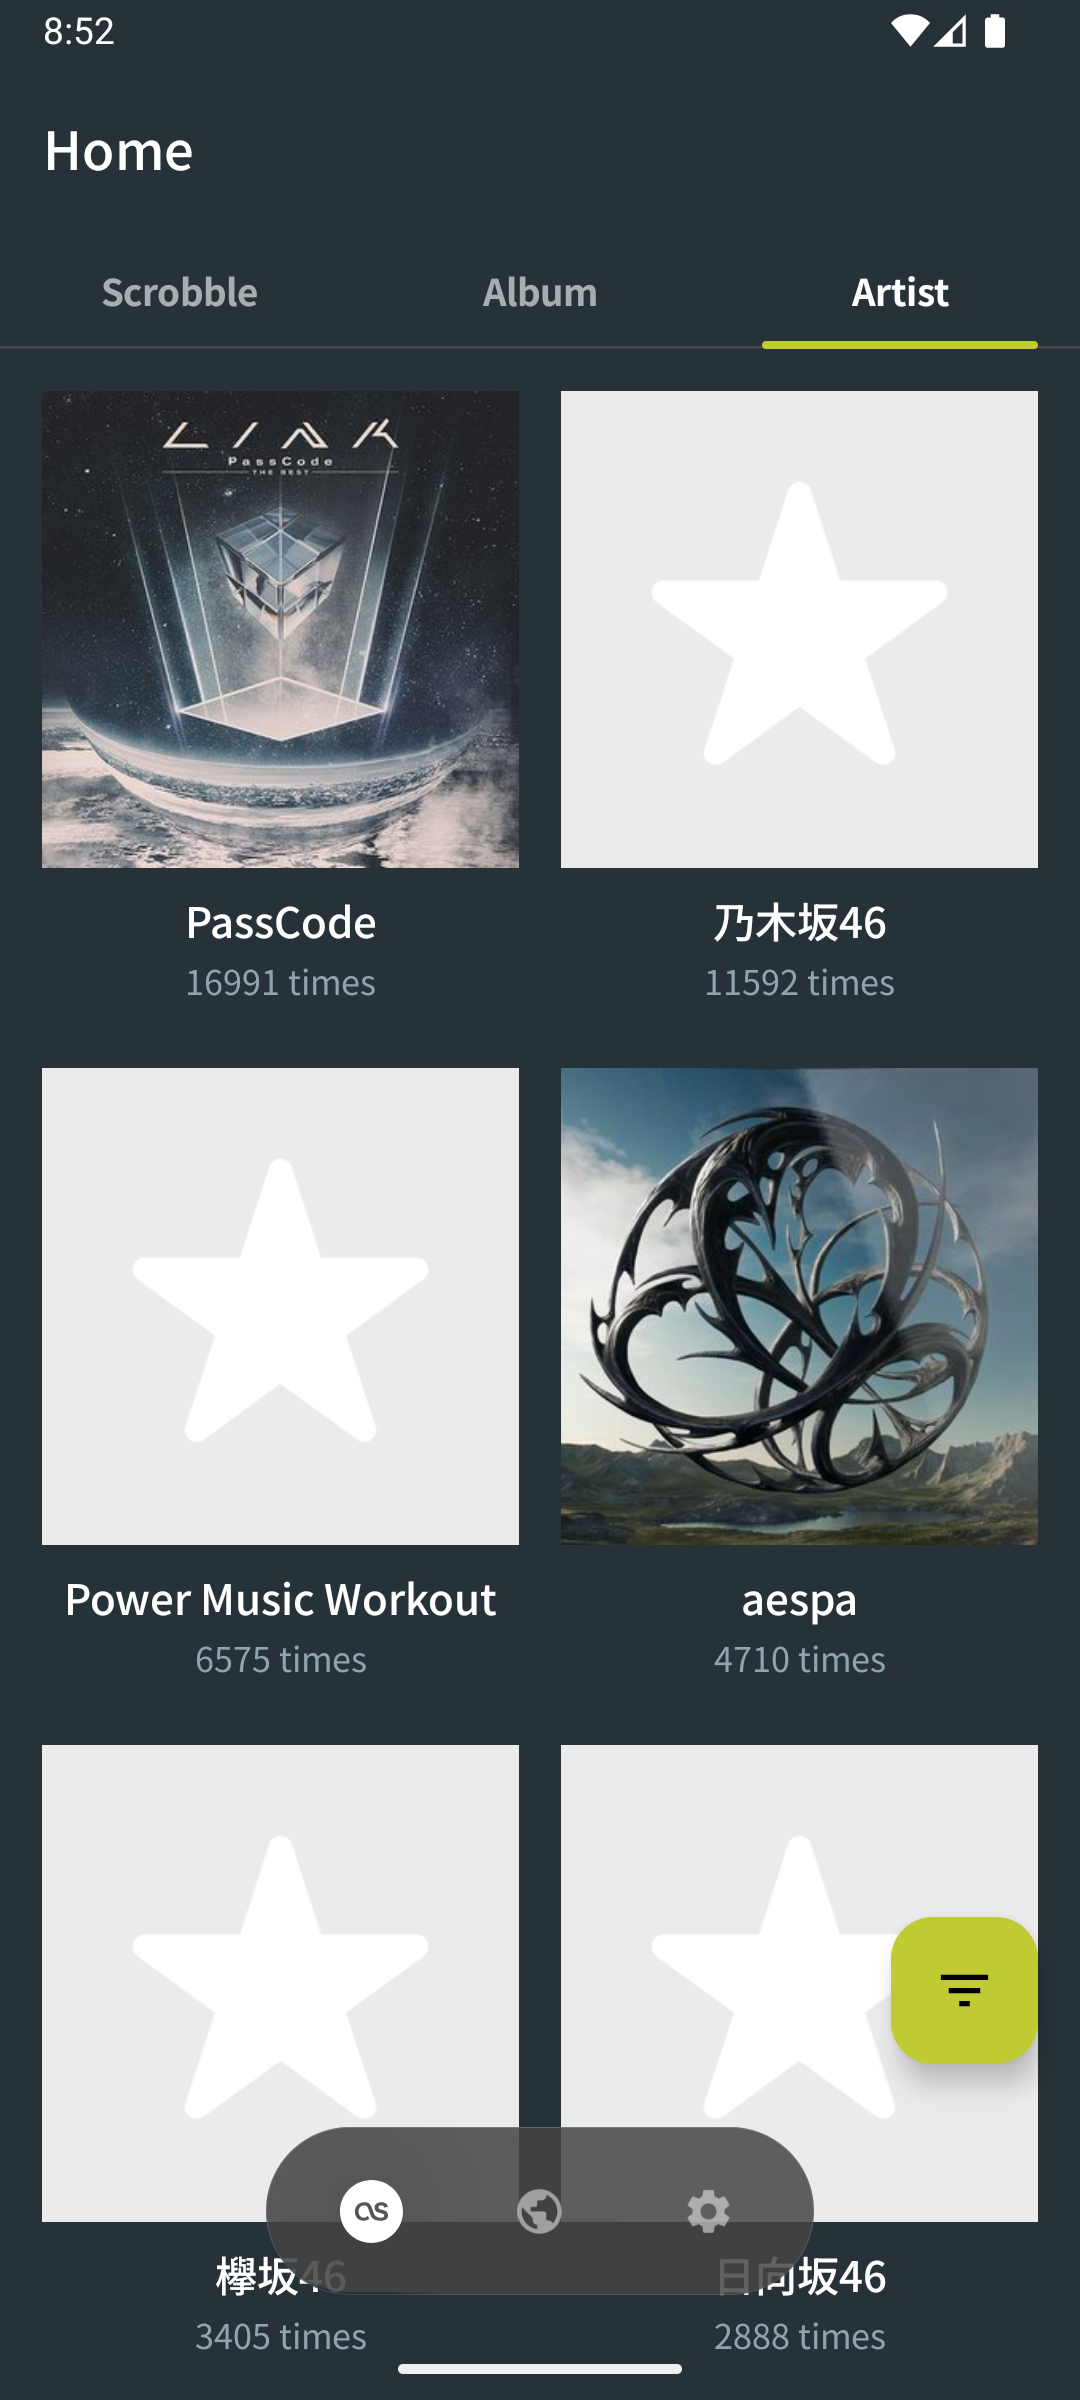 8:52
Home
Scrobble
Album
Artist
LINK
PassCode
THE BEST
PassCode
16991 times
乃木坂46
11592 times
Power Music Workout
6575 times
aespa
4710 times
欅坂46
3405 times
日向坂46
2888 times